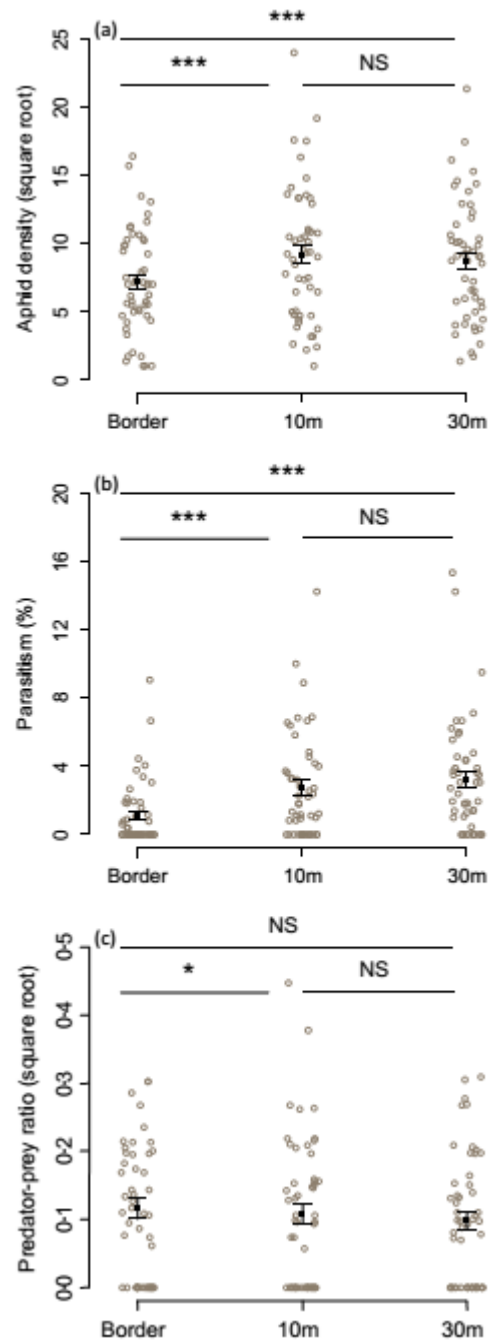 (a)
***
***
NS
Aphid density (square root)
25
20
15
10
5
0
Border 10m 30m
(b)
***
***
NS
Parasitism (%)
20
16
12
8
4
0
Border 10m 30m
(c)
NS
*
NS
Predator-prey ratio (square root)
0·5
0·4
0·3
0·2
0·1
0·0
Border 10m 30m